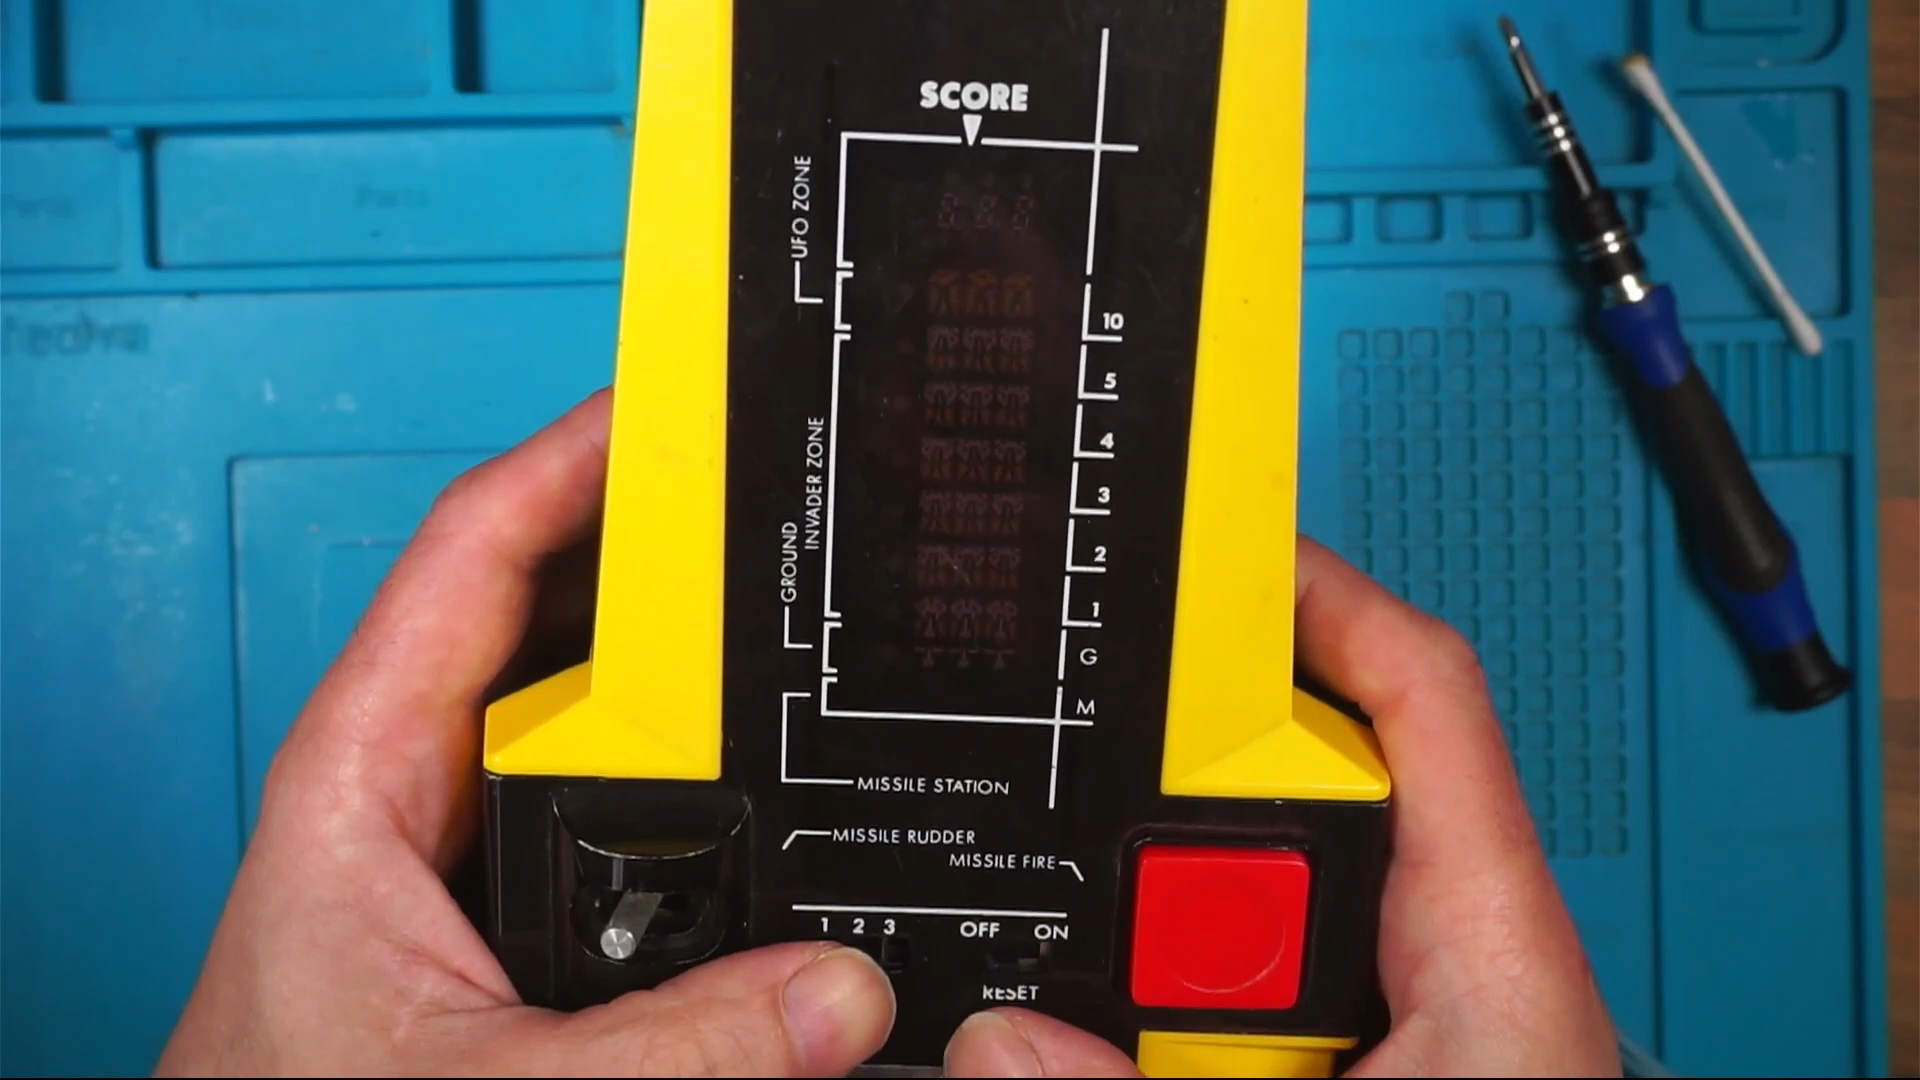 SCORE
UFO ZONE
10
5
4
INVADER ZONE
3
GROUND
2
1
G
M
MISSILE STATION
MISSILE RUDDER
MISSILE FIRE
1 2 3 OFF ON
RESET
Parts